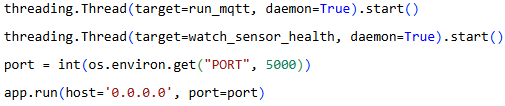 threading.Thread(target=run_mqtt, daemon=True).start()
threading.Thread(target=watch_sensor_health, daemon=True).start()
port = int(os.environ.get("PORT", 5000))
app.run(host='0.0.0.0', port=port)